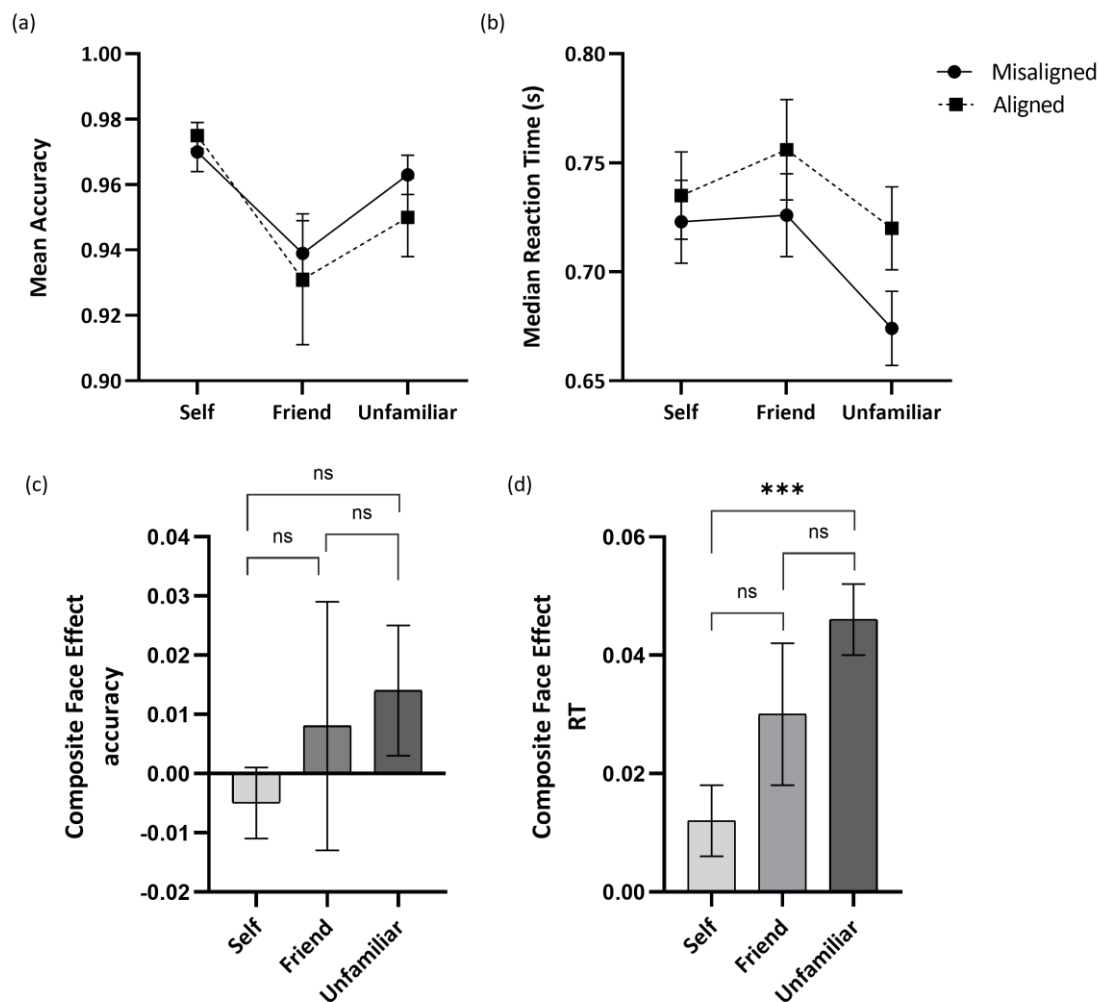 (a)
1.00
0.98
0.96
0.94
0.92
0.90
Mean Accuracy
Self Friend Unfamiliar
(b)
0.80
0.75
0.70
0.65
Median Reaction Time (s)
Self Friend Unfamiliar
Misaligned
Aligned
(c)
ns
ns
ns
0.04
0.03
0.02
0.01
0.00
-0.01
-0.02
Composite Face Effect
accuracy
Self
Friend
Unfamiliar
(d)
***
ns
ns
0.06
0.04
0.02
0.00
Composite Face Effect
RT
Self
Friend
Unfamiliar